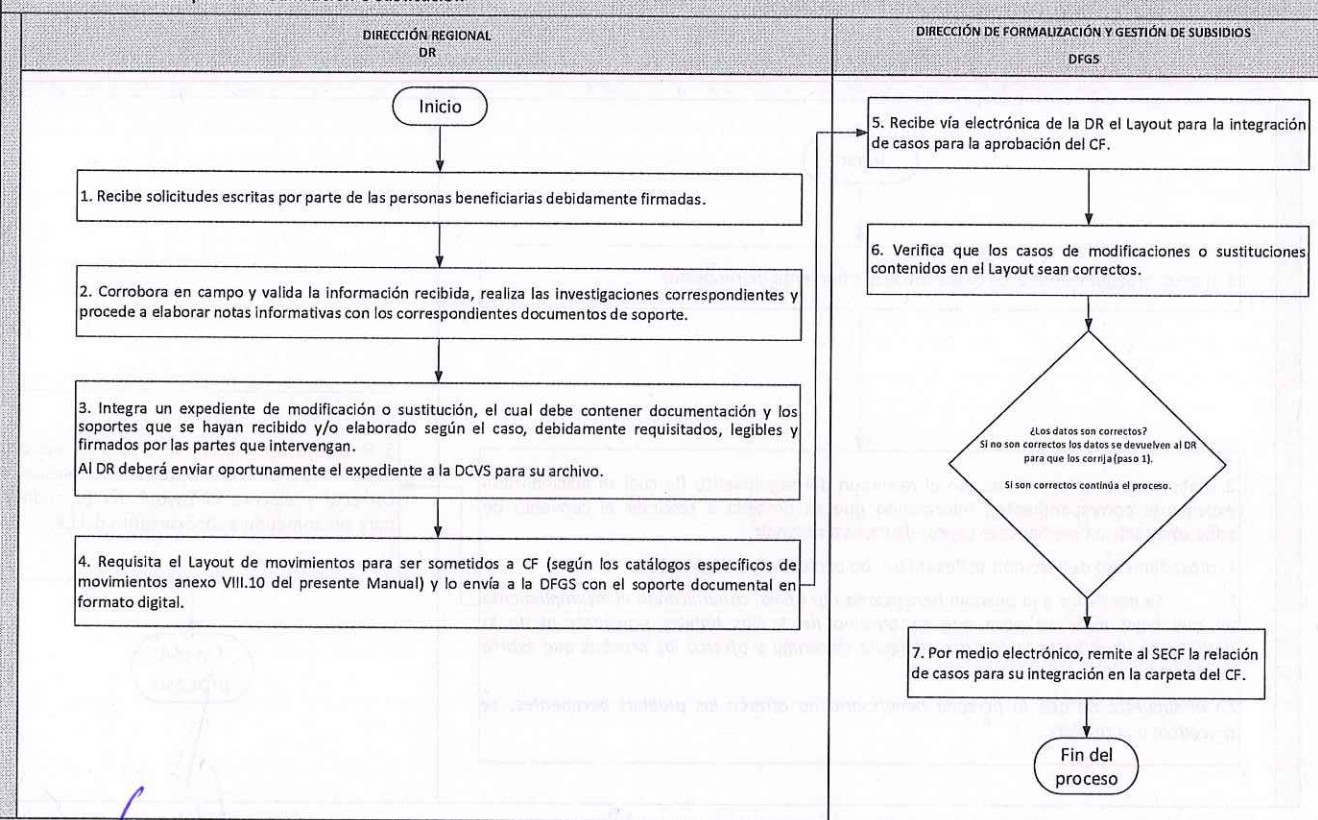 DIRECCIÓN REGIONAL
DR
Inicio
1. Recibe solicitudes escritas por parte de las personas beneficiarias debidamente firmadas.
2. Corrobora en campo y valida la información recibida, realiza las investigaciones correspondientes y
procede a elaborar notas informativas con los correspondientes documentos de soporte.
3. Integra un expediente de modificación o sustitución, el cual debe contener documentación y los
soportes que se hayan recibido y/o elaborado según el caso, debidamente requisitados, legibles y
firmados por las partes que intervengan.
Al DR deberá enviar oportunamente el expediente a la DCVS para su archivo.
4. Requisita el Layout de movimientos para ser sometidos a CF (según los catálogos específicos de
movimientos anexo VIII.10 del presente Manual) y lo envía a la DFGS con el soporte documental en
formato digital.
DIRECCIÓN DE FORMALIZACIÓN Y GESTIÓN DE SUBSIDIOS
DFGS
5. Recibe vía electrónica de la DR el Layout para la integración
de casos para la aprobación del CF.
6. Verifica que los casos de modificaciones o sustituciones
contenidos en el Layout sean correctos.
¿Los datos son correctos?
Si no son correctos los datos se devuelven al DR
para que los corrija (paso 1).
Si son correctos continúa el proceso.
7. Por medio electrónico, remite al SECF la relación
de casos para su integración en la carpeta del CF.
Fin del
proceso